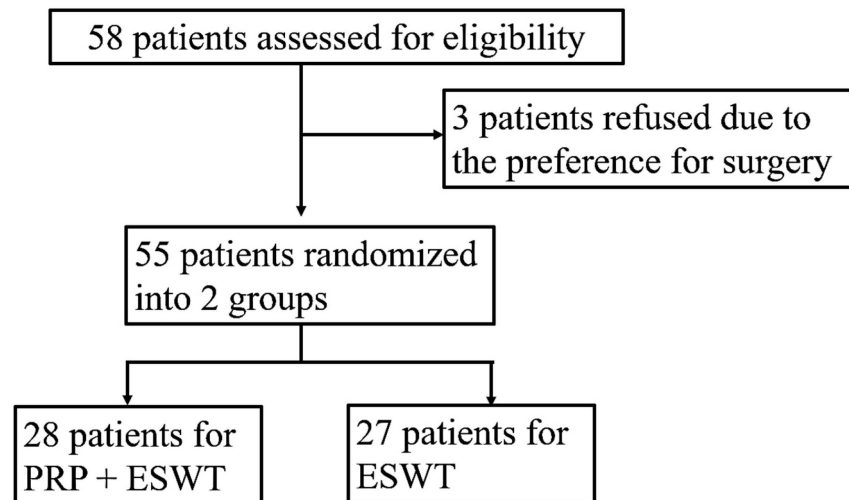 58 patients assessed for eligibility
3 patients refused due to
the preference for surgery
55 patients randomized
into 2 groups
28 patients for
PRP + ESWT
27 patients for
ESWT